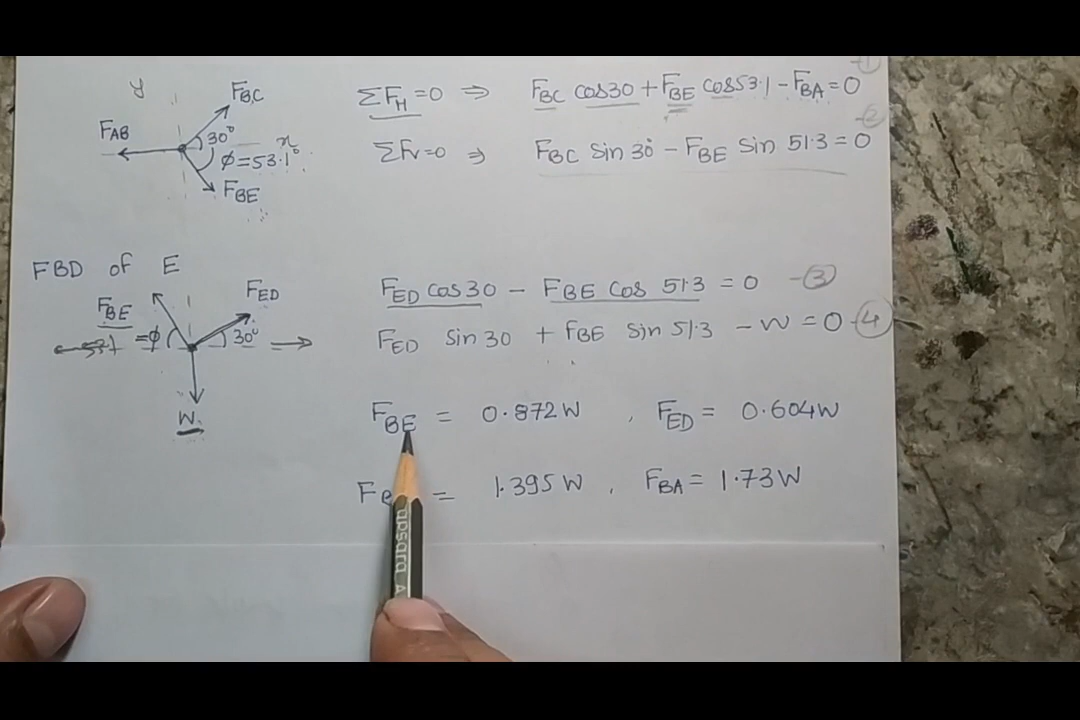 y
FBC
FAB
30°
x
ϕ=53.1°
FBE
ΣFH=0 ⇒ FBC cos30 + FBE cos53.1 - FBA = 0 -1
ΣFV=0 ⇒ FBC sin 30 - FBE sin 51.3 = 0 -2
FBD of E
FBE
FED
=ϕ
30°
W
FED cos30 - FBE cos 51.3 = 0 -3
FED sin 30 + FBE sin 51.3 - W = 0 -4
FBE = 0.872W , FED = 0.604W
FB = 1.395 W , FBA = 1.73W
apsara A